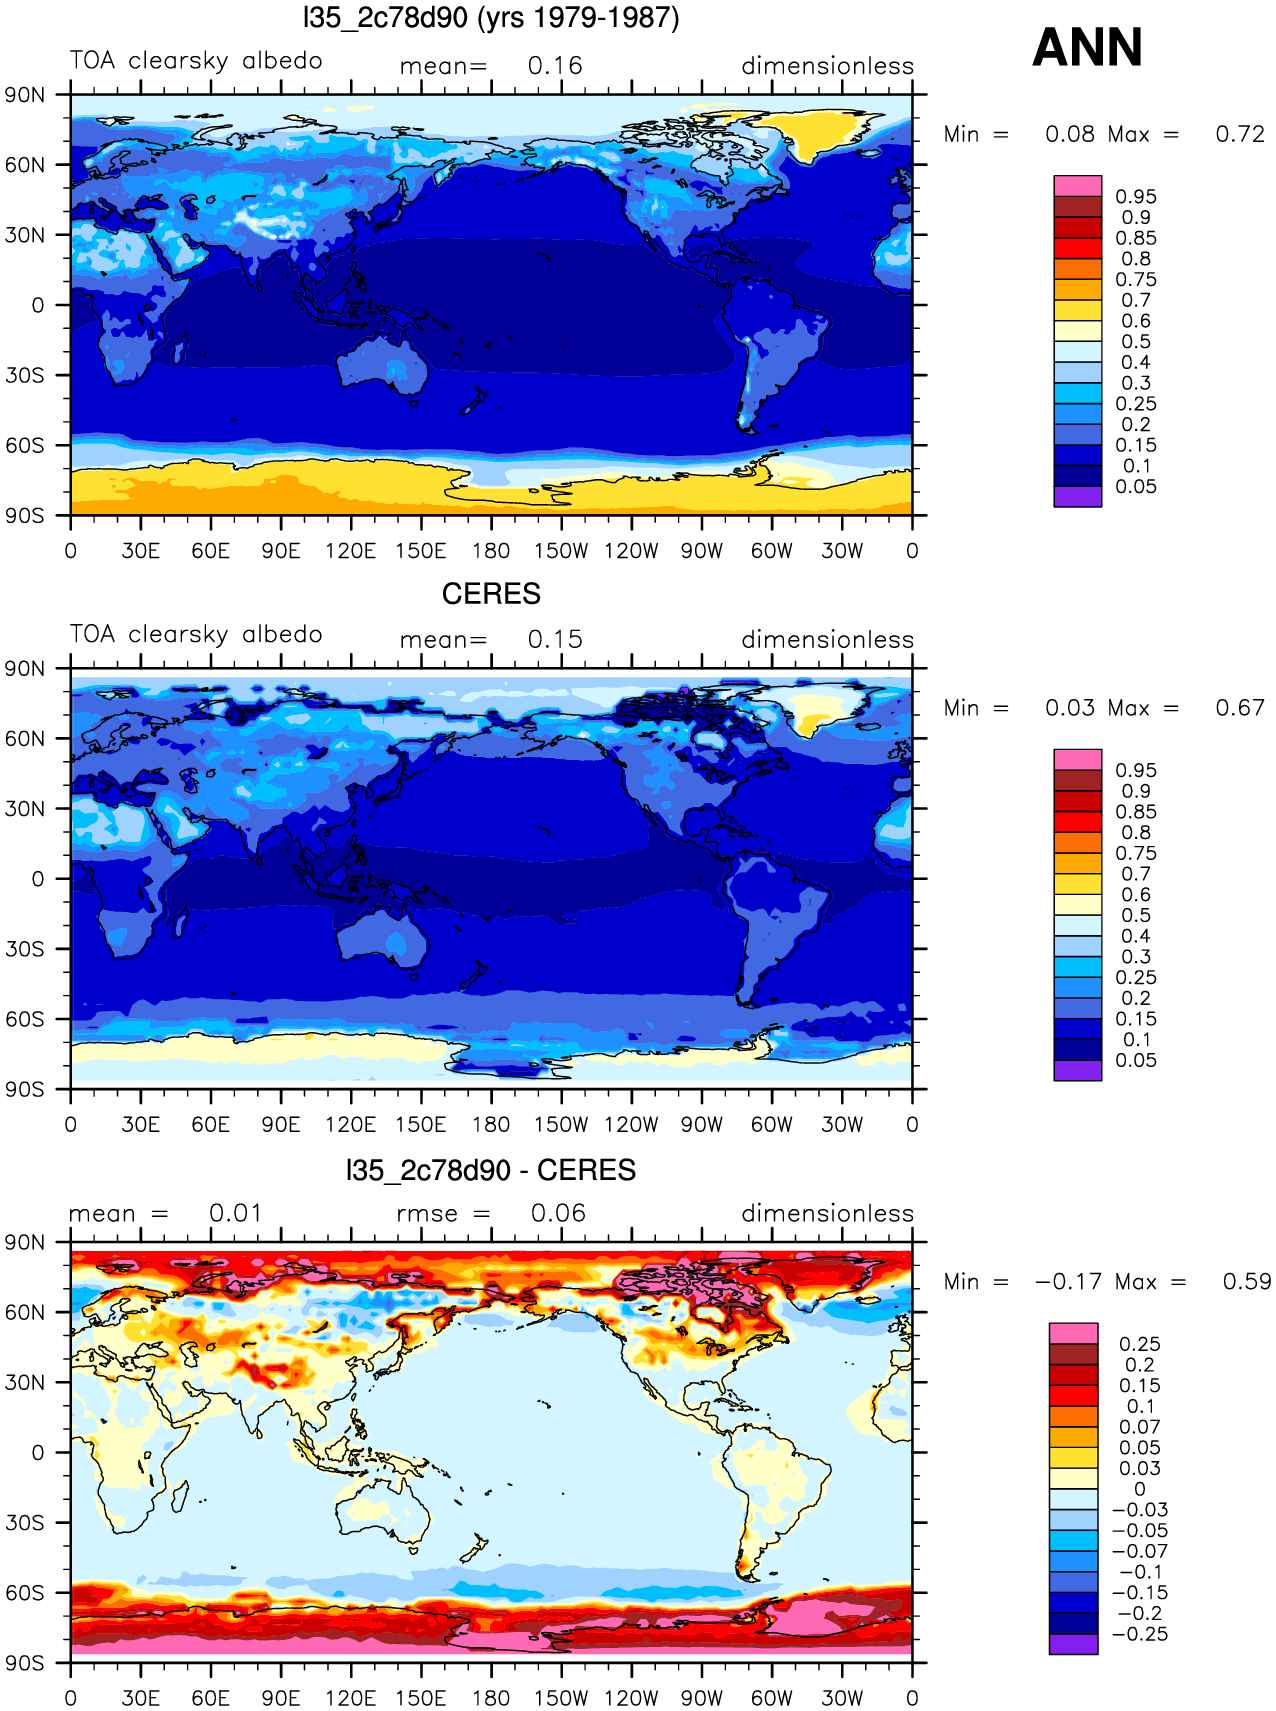 l35_2c78d90 (yrs 1979-1987)
ANN
TOA clearsky albedo mean= 0.16 dimensionless
Min = 0.08 Max = 0.72
90N
60N
30N
0
30S
60S
90S
0 30E 60E 90E 120E 150E 180 150W 120W 90W 60W 30W 0
0.95
0.9
0.85
0.8
0.75
0.7
0.6
0.5
0.4
0.3
0.25
0.2
0.15
0.1
0.05
CERES
TOA clearsky albedo mean= 0.15 dimensionless
Min = 0.03 Max = 0.67
90N
60N
30N
0
30S
60S
90S
0 30E 60E 90E 120E 150E 180 150W 120W 90W 60W 30W 0
0.95
0.9
0.85
0.8
0.75
0.7
0.6
0.5
0.4
0.3
0.25
0.2
0.15
0.1
0.05
l35_2c78d90 - CERES
mean = 0.01 rmse = 0.06 dimensionless
Min = −0.17 Max = 0.59
90N
60N
30N
0
30S
60S
90S
0 30E 60E 90E 120E 150E 180 150W 120W 90W 60W 30W 0
0.25
0.2
0.15
0.1
0.07
0.05
0.03
0
−0.03
−0.05
−0.07
−0.1
−0.15
−0.2
−0.25